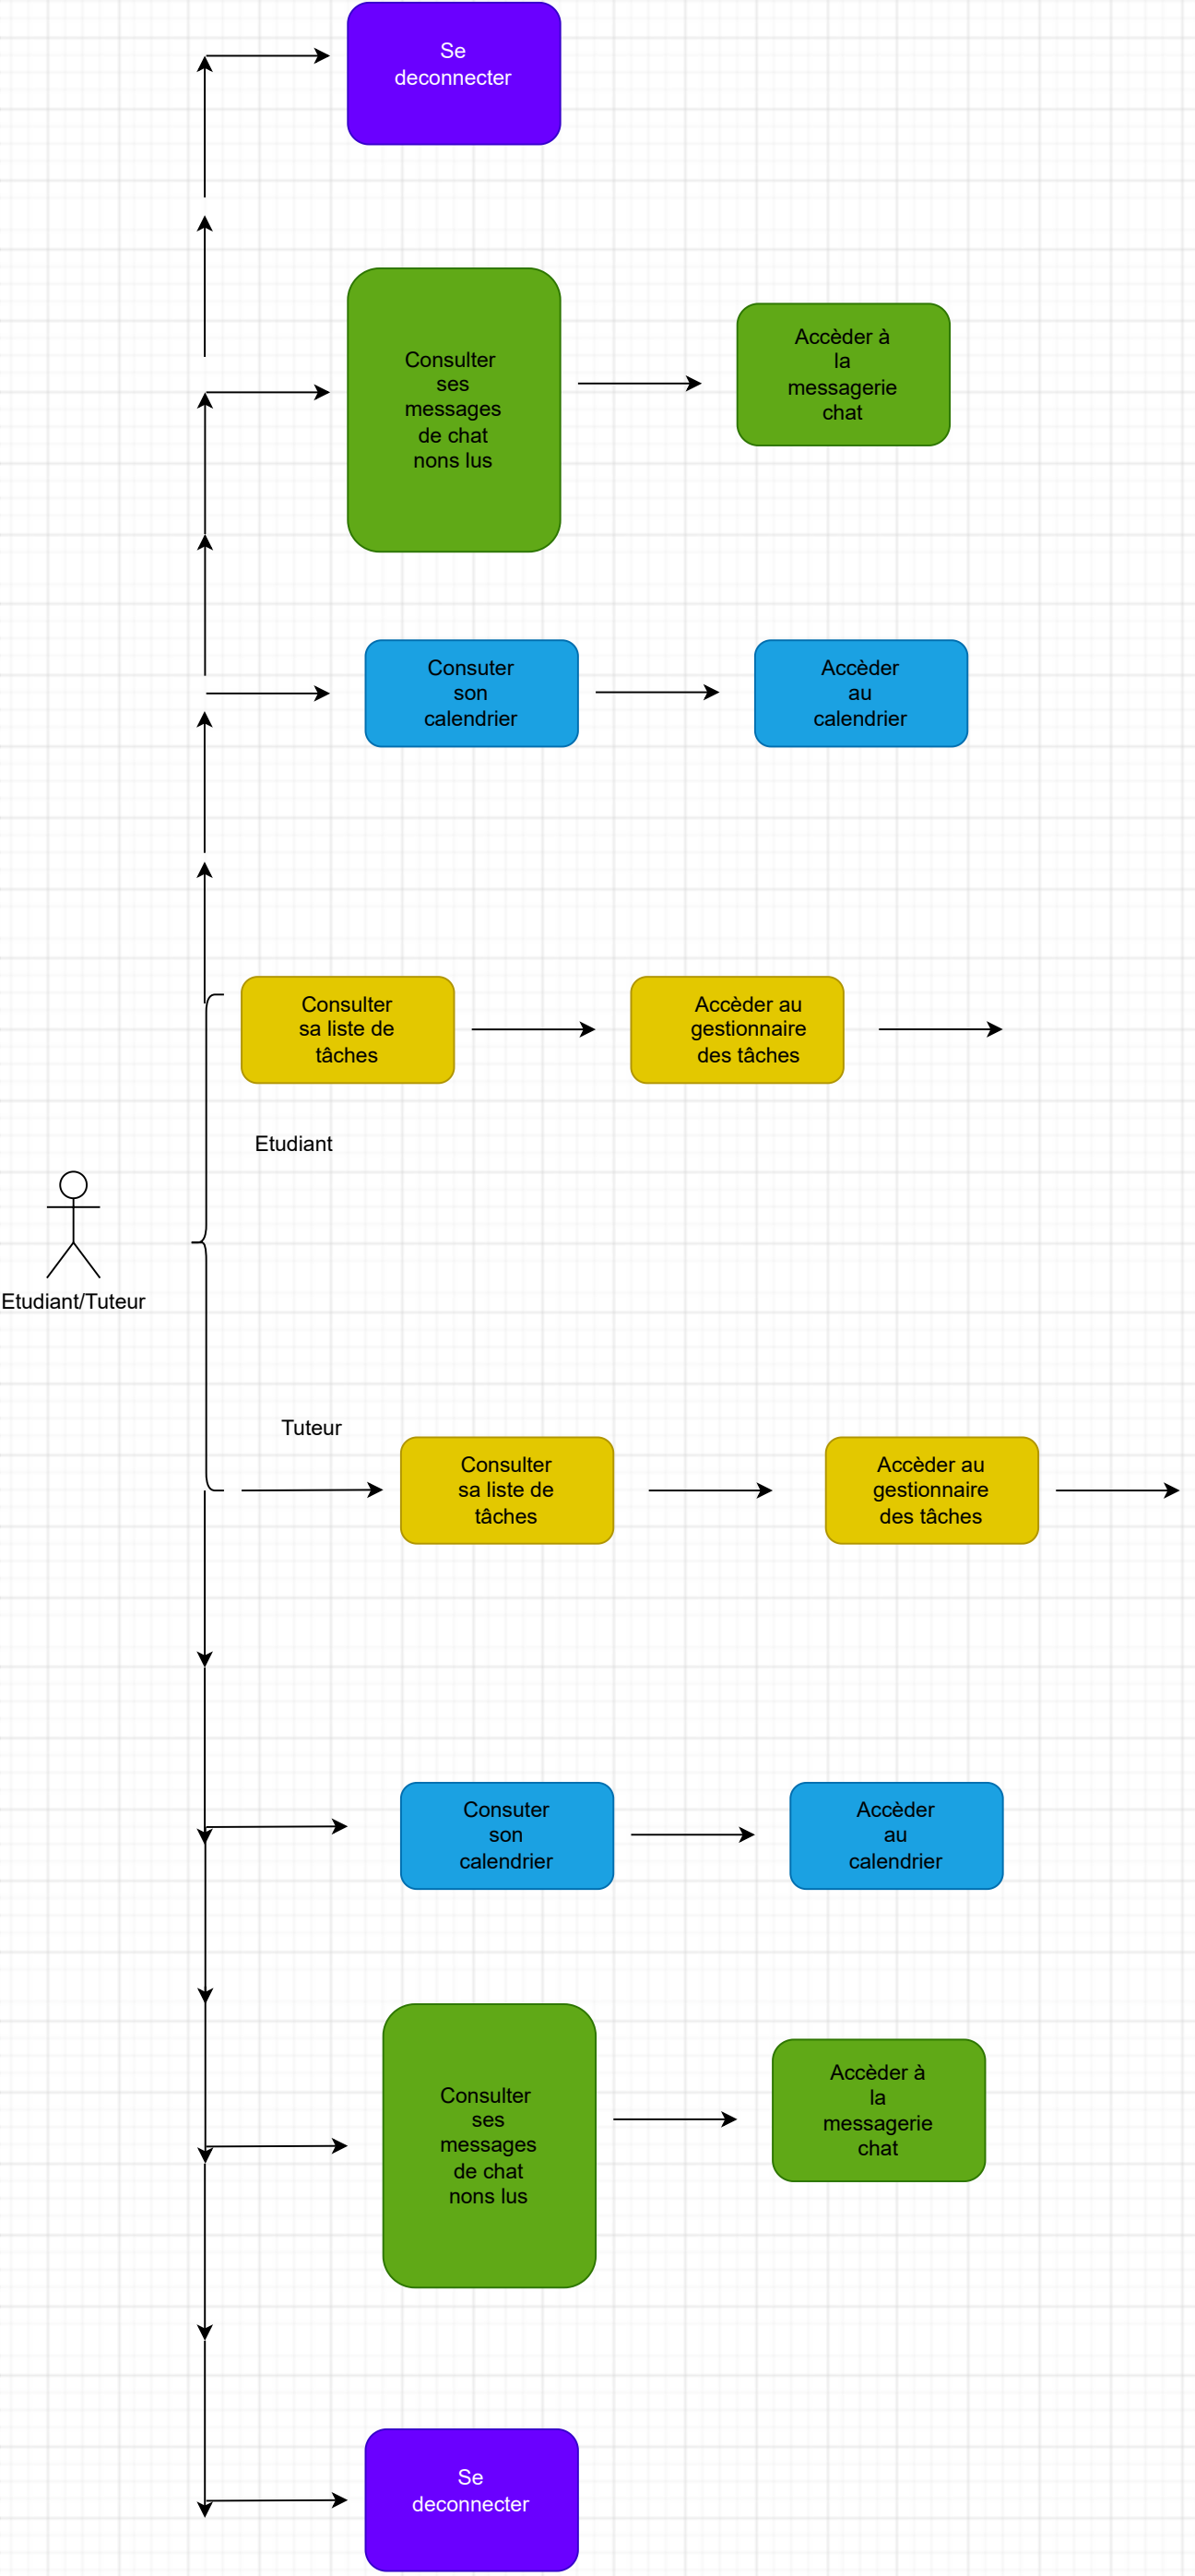 Se
deconnecter
Consulter
ses
messages
de chat
nons lus
Accèder à
la
messagerie
chat
Consuter
son
calendrier
Accèder
au
calendrier
Consulter
sa liste de
tâches
Accèder au
gestionnaire
des tâches
Etudiant
Etudiant/Tuteur
Tuteur
Consulter
sa liste de
tâches
Accèder au
gestionnaire
des tâches
Consuter
son
calendrier
Accèder
au
calendrier
Consulter
ses
messages
de chat
nons lus
Accèder à
la
messagerie
chat
Se
deconnecter